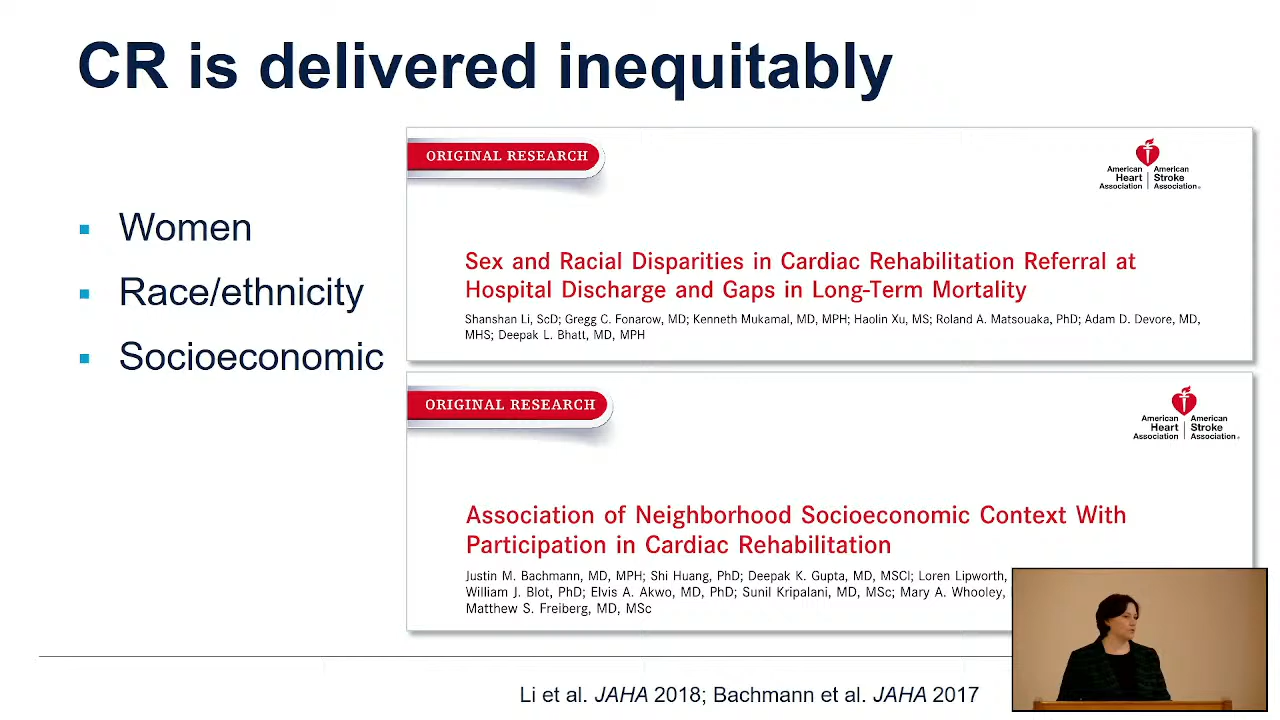 CR is delivered inequitably
▪ Women
▪ Race/ethnicity
▪ Socioeconomic
ORIGINAL RESEARCH
American Heart Association | American Stroke Association®
Sex and Racial Disparities in Cardiac Rehabilitation Referral at
Hospital Discharge and Gaps in Long-Term Mortality
Shanshan Li, ScD; Gregg C. Fonarow, MD; Kenneth Mukamal, MD, MPH; Haolin Xu, MS; Roland A. Matsouaka, PhD; Adam D. Devore, MD,
MHS; Deepak L. Bhatt, MD, MPH
ORIGINAL RESEARCH
American Heart Association | American Stroke Association®
Association of Neighborhood Socioeconomic Context With
Participation in Cardiac Rehabilitation
Justin M. Bachmann, MD, MPH; Shi Huang, PhD; Deepak K. Gupta, MD, MSCI; Loren Lipworth,
William J. Blot, PhD; Elvis A. Akwo, MD, PhD; Sunil Kripalani, MD, MSc; Mary A. Whooley,
Matthew S. Freiberg, MD, MSc
Li et al. JAHA 2018; Bachmann et al. JAHA 2017